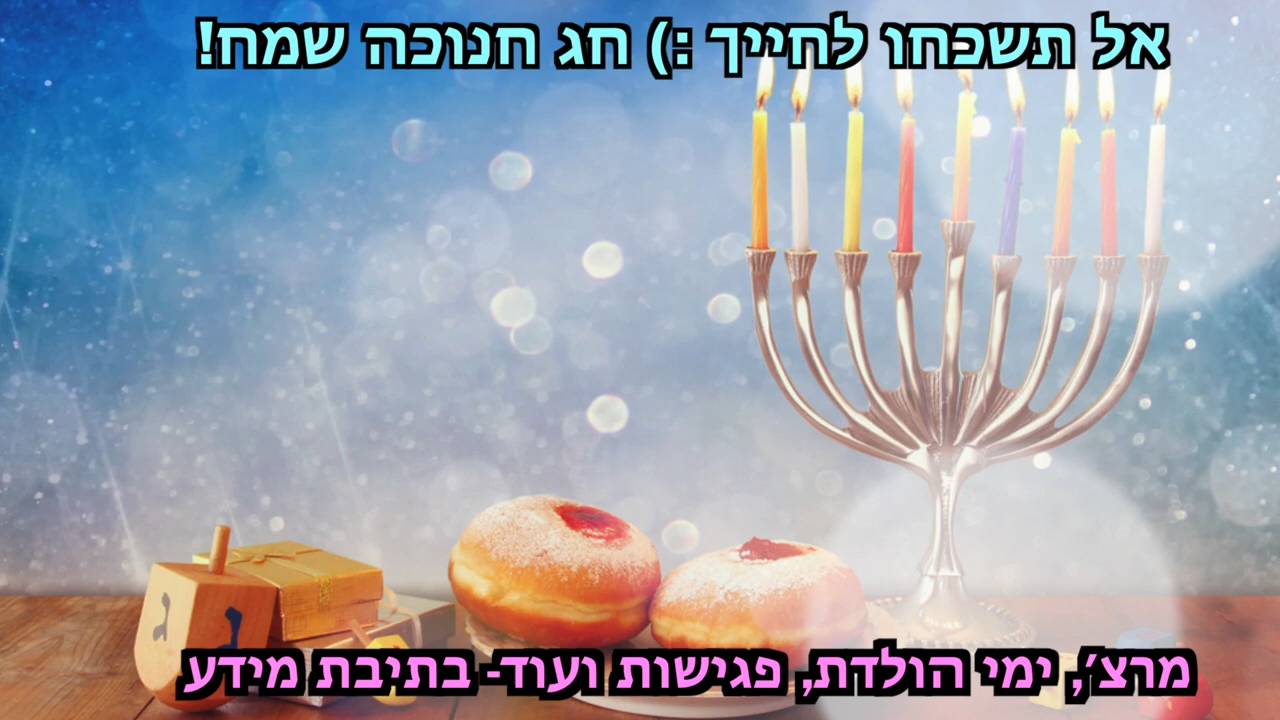 אל תשכחו לחייך :) חג חנוכה שמח!
ג
נ
מרצ', ימי הולדת, פגישות ועוד- בתיבת מידע